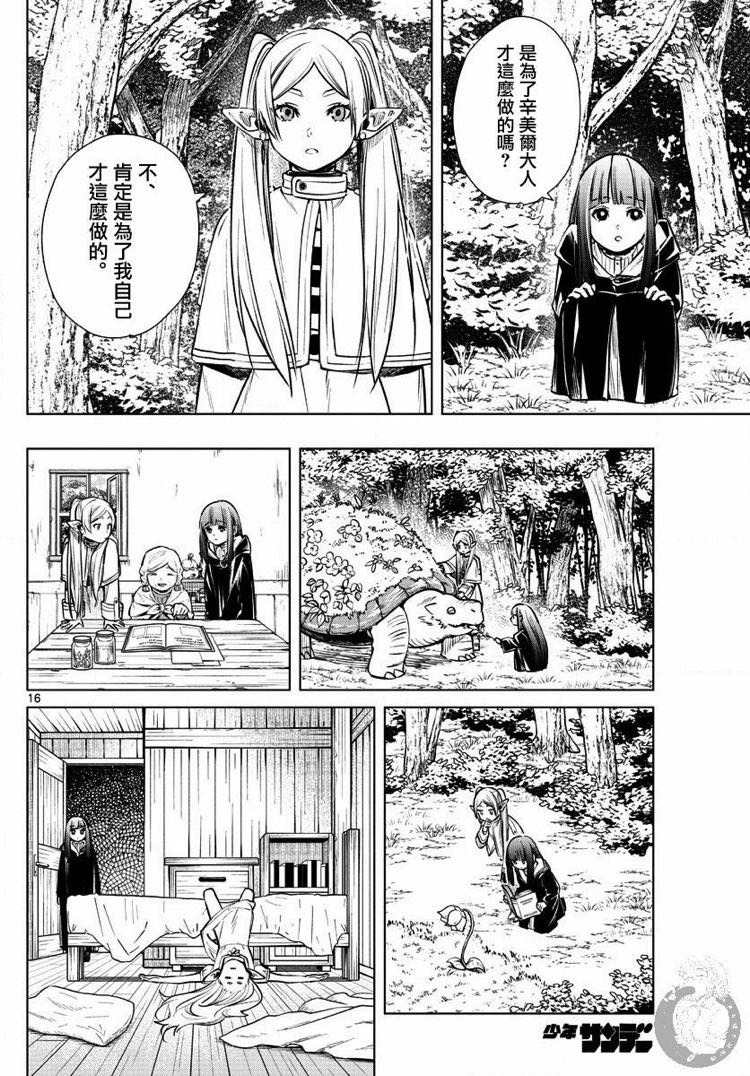 是為了辛美爾大人
才這麼做的嗎？
不、
肯定是為了我自己
才這麼做的。
16
少年サンデー